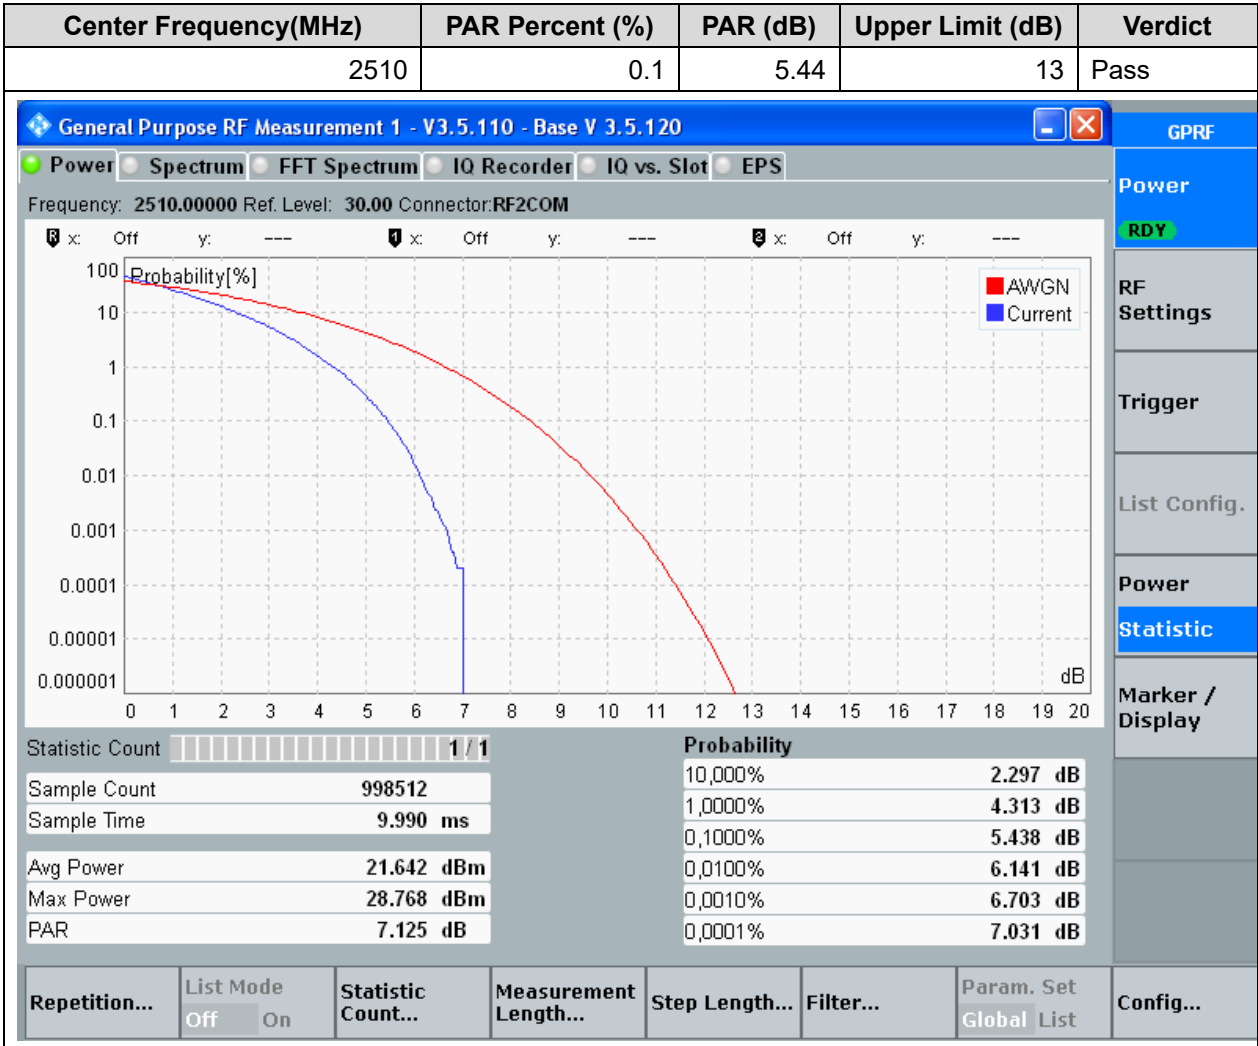 Center Frequency(MHz) PAR Percent (%) PAR (dB) Upper Limit (dB) Verdict
2510 0.1 5.44 13 Pass
General Purpose RF Measurement 1 - V3.5.110 - Base V 3.5.120
GPRF
Power Spectrum FFT Spectrum IQ Recorder IQ vs. Slot EPS
Frequency: 2510.00000 Ref. Level: 30.00 Connector:RF2COM
R x: Off y: --- 1 x: Off y: --- 2 x: Off y: ---
Probability[%]
AWGN
Current
100
10
1
0.1
0.01
0.001
0.0001
0.00001
0.000001
dB
0 1 2 3 4 5 6 7 8 9 10 11 12 13 14 15 16 17 18 19 20
Statistic Count 1 / 1
Sample Count 998512
Sample Time 9.990 ms
Avg Power 21.642 dBm
Max Power 28.768 dBm
PAR 7.125 dB
Probability
10,000% 2.297 dB
1,0000% 4.313 dB
0,1000% 5.438 dB
0,0100% 6.141 dB
0,0010% 6.703 dB
0,0001% 7.031 dB
Power
RDY
RF
Settings
Trigger
List Config.
Power
Statistic
Marker /
Display
Repetition...
List Mode
Off On
Statistic
Count...
Measurement
Length...
Step Length...
Filter...
Param. Set
Global List
Config...